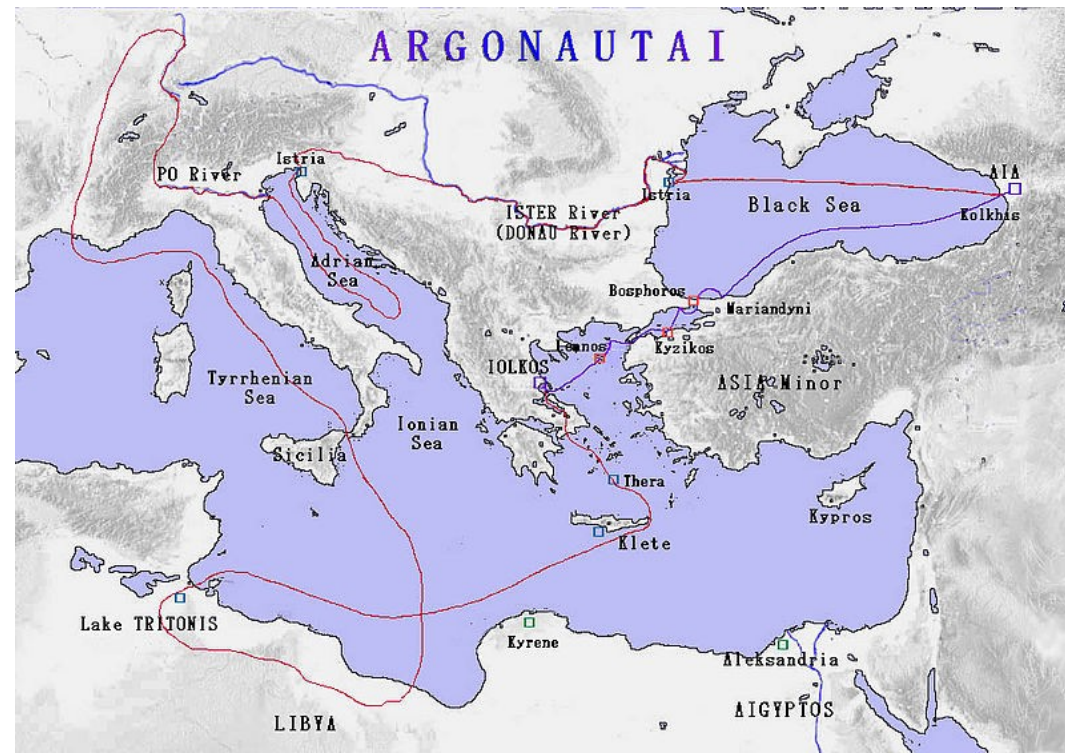 ARGONAUTAI
Istria
PO River
AIA
Istria
Black Sea
Kolkhis
ISTER River
(DONAU River)
Adrian
Sea
Bosphoros
Mariandyni
Lemnos
Kyzikos
IOLKOS
ASIA Minor
Tyrrhenian
Sea
Ionian
Sea
Sicilia
Thera
Kypros
Klete
Lake TRITONIS
Kyrene
Aleksandria
LIBYA
AIGYPTOS